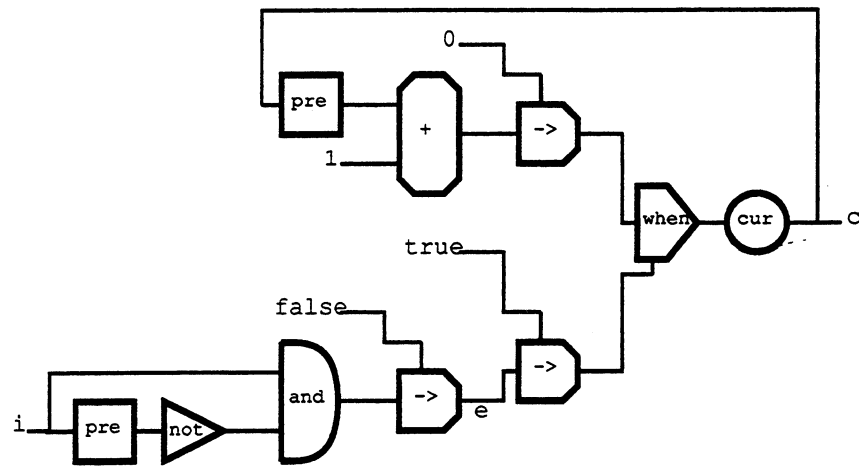 0
pre
+
->
1
when
cur
c
true
false
->
and
->
e
i
pre
not